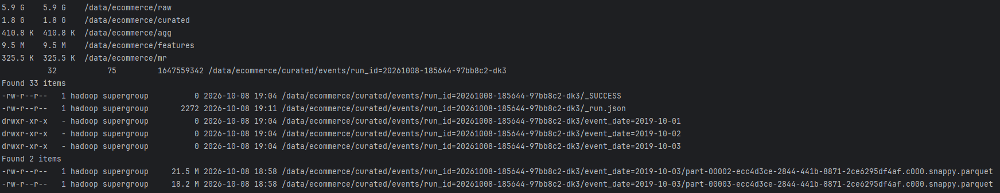 5.9 G    5.9 G    /data/ecommerce/raw
1.8 G    1.8 G    /data/ecommerce/curated
410.8 K  410.8 K  /data/ecommerce/agg
9.5 M    9.5 M    /data/ecommerce/features
325.5 K  325.5 K  /data/ecommerce/mr
          32           75         1647559342 /data/ecommerce/curated/events/run_id=20261008-185644-97bb8c2-dk3
Found 33 items
-rw-r--r--   1 hadoop supergroup          0 2026-10-08 19:04 /data/ecommerce/curated/events/run_id=20261008-185644-97bb8c2-dk3/_SUCCESS
-rw-r--r--   1 hadoop supergroup       2272 2026-10-08 19:11 /data/ecommerce/curated/events/run_id=20261008-185644-97bb8c2-dk3/_run.json
drwxr-xr-x   - hadoop supergroup          0 2026-10-08 19:04 /data/ecommerce/curated/events/run_id=20261008-185644-97bb8c2-dk3/event_date=2019-10-01
drwxr-xr-x   - hadoop supergroup          0 2026-10-08 19:04 /data/ecommerce/curated/events/run_id=20261008-185644-97bb8c2-dk3/event_date=2019-10-02
drwxr-xr-x   - hadoop supergroup          0 2026-10-08 19:04 /data/ecommerce/curated/events/run_id=20261008-185644-97bb8c2-dk3/event_date=2019-10-03
Found 2 items
-rw-r--r--   1 hadoop supergroup     21.5 M 2026-10-08 18:58 /data/ecommerce/curated/events/run_id=20261008-185644-97bb8c2-dk3/event_date=2019-10-03/part-00002-ecc4d3ce-2844-441b-8871-2ce6295df4af.c000.snappy.parquet
-rw-r--r--   1 hadoop supergroup     18.2 M 2026-10-08 18:58 /data/ecommerce/curated/events/run_id=20261008-185644-97bb8c2-dk3/event_date=2019-10-03/part-00003-ecc4d3ce-2844-441b-8871-2ce6295df4af.c000.snappy.parquet